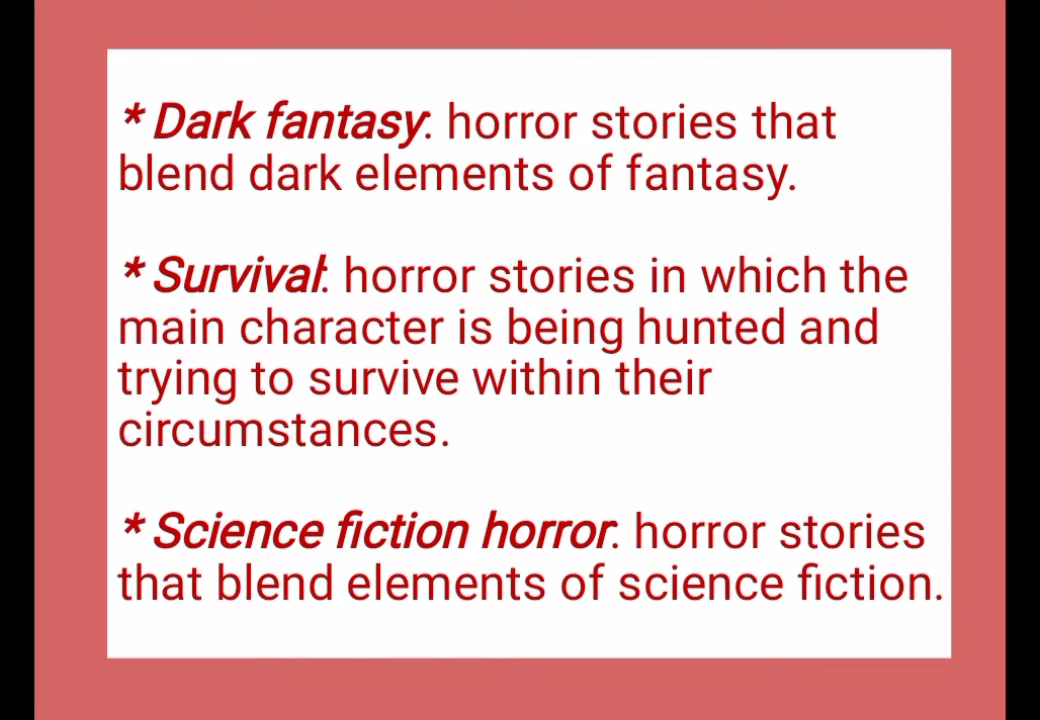 * Dark fantasy: horror stories that
blend dark elements of fantasy.
* Survival: horror stories in which the
main character is being hunted and
trying to survive within their
circumstances.
* Science fiction horror: horror stories
that blend elements of science fiction.